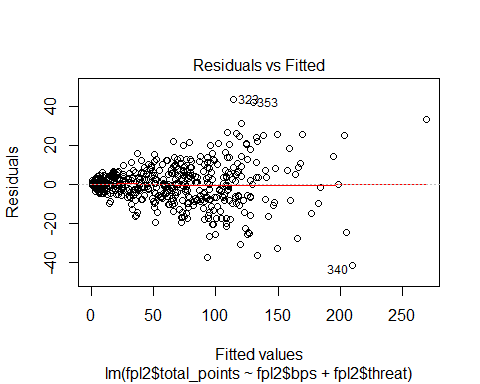 Residuals vs Fitted
Residuals
40
20
0
-20
-40
323
353
340
0 50 100 150 200 250
Fitted values
lm(fpl2$total_points ~ fpl2$bps + fpl2$threat)